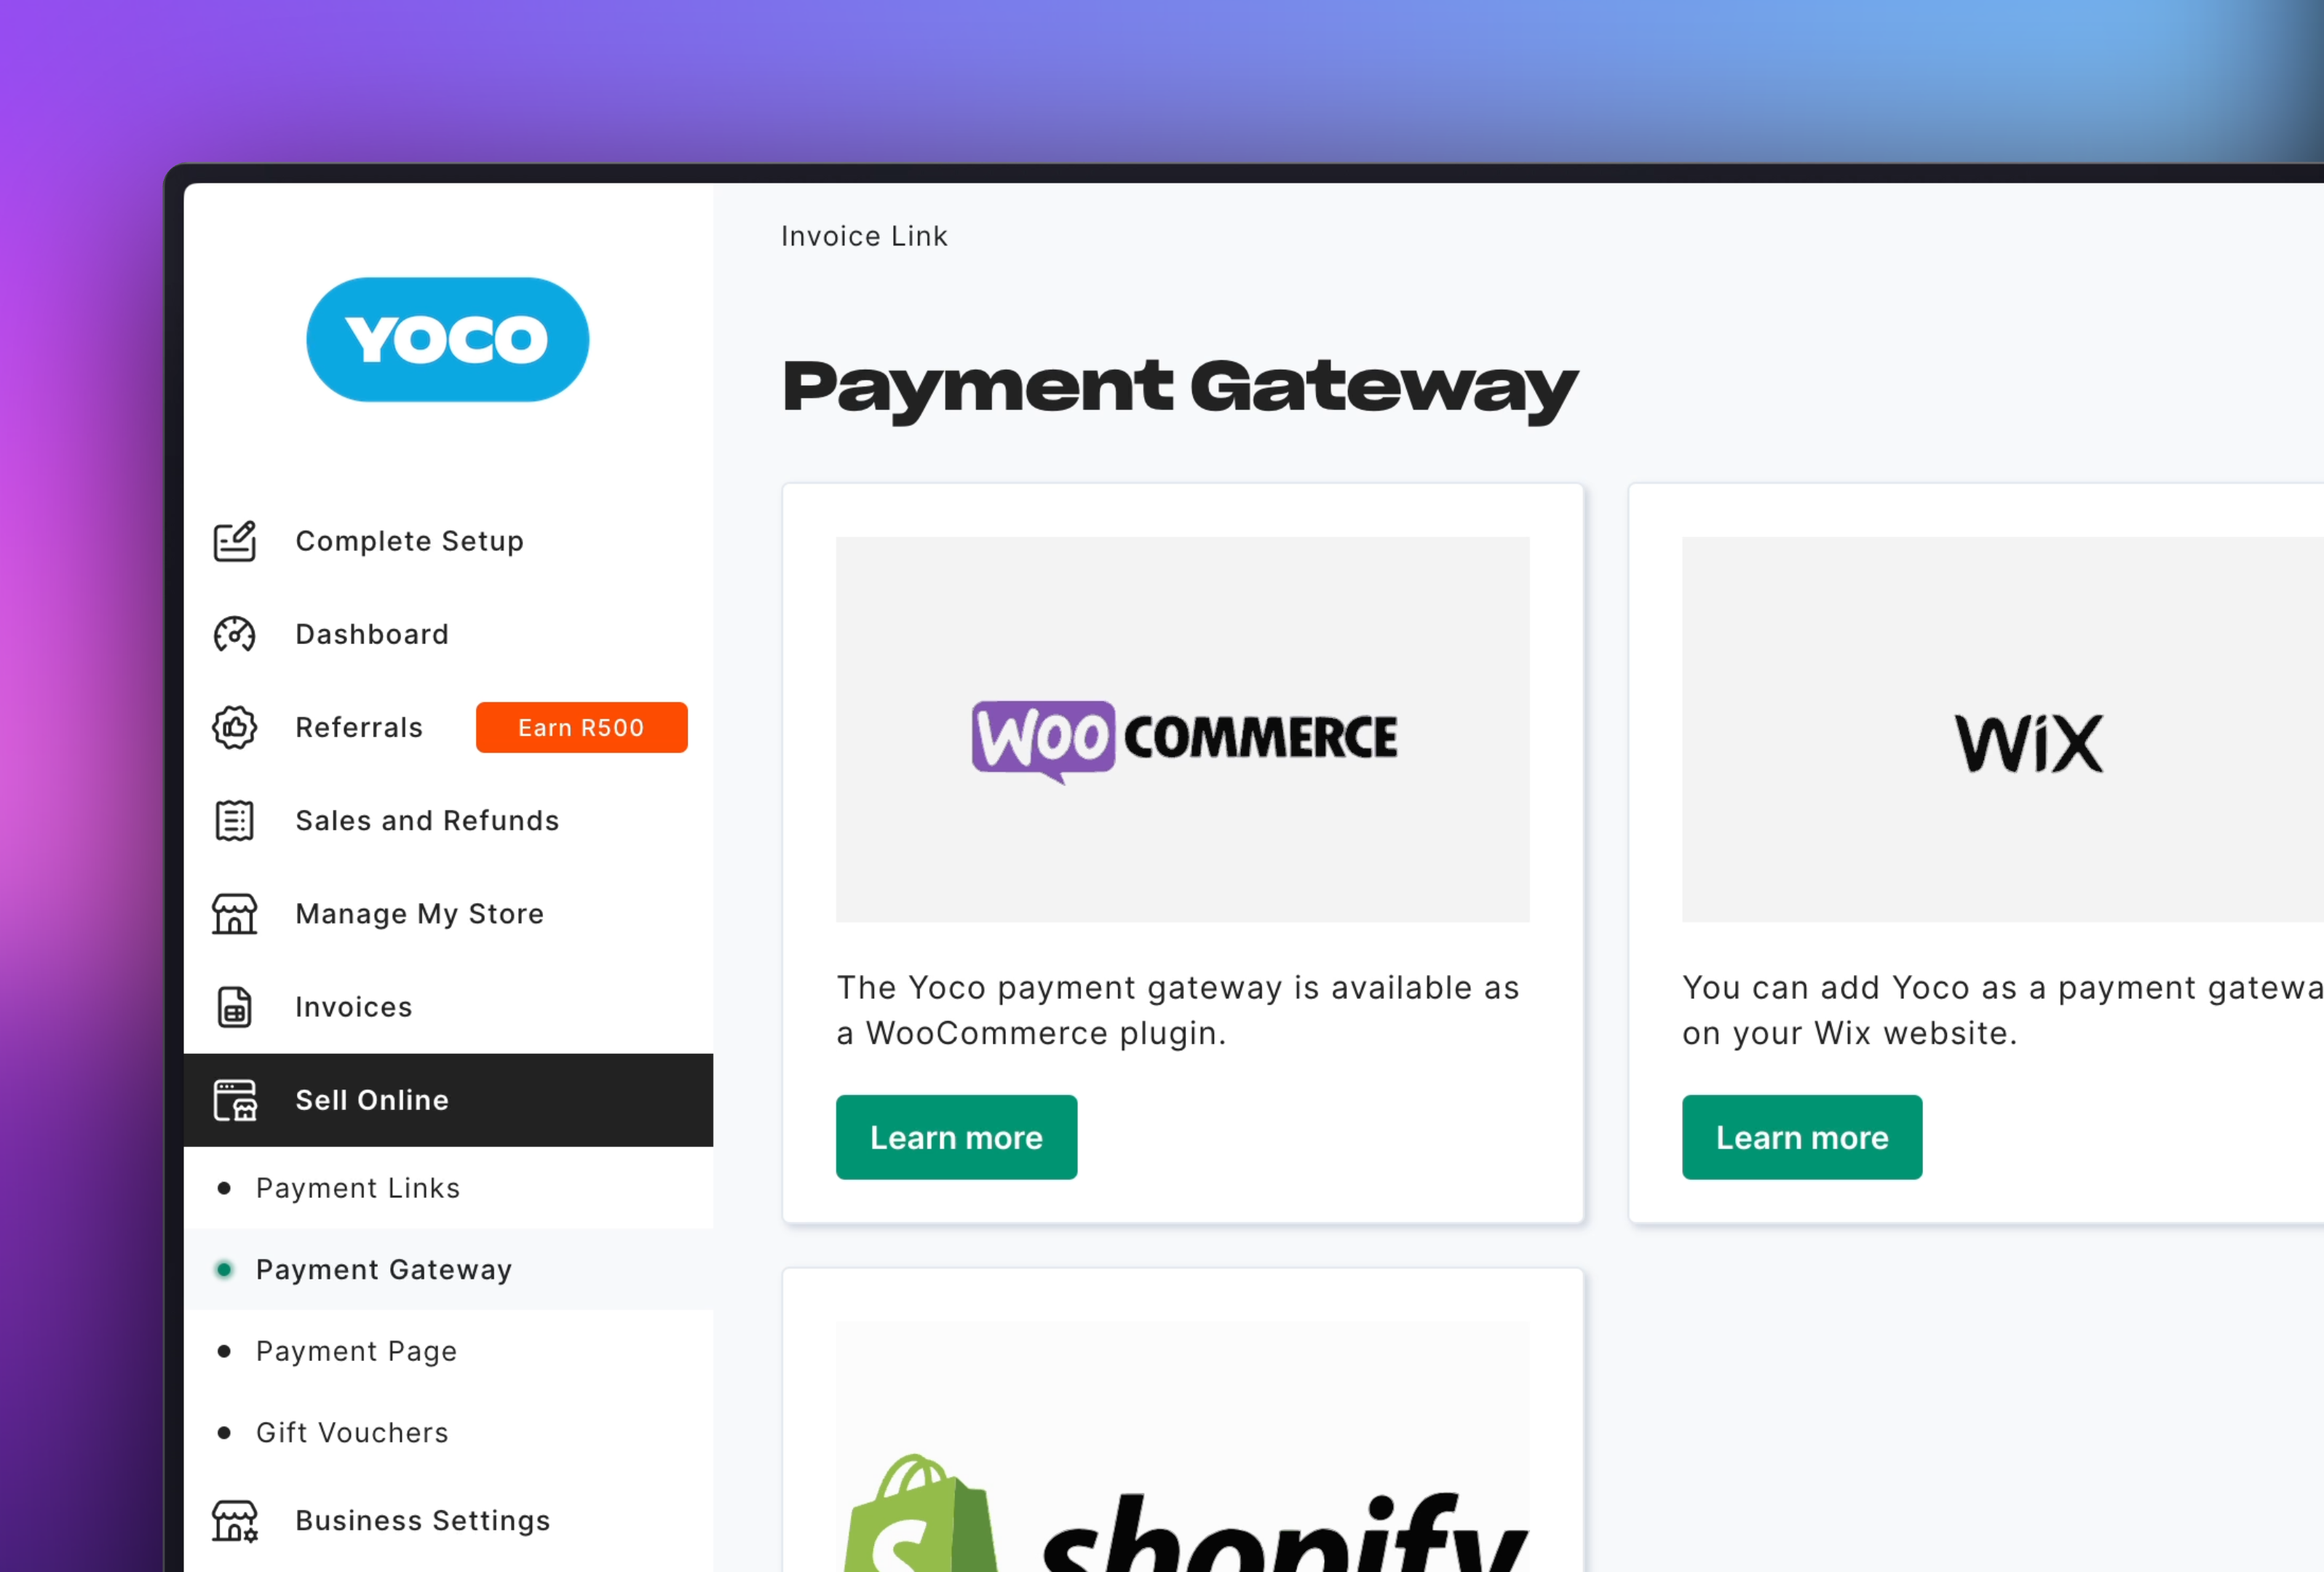 YOCO
Complete Setup
Dashboard
Referrals
Earn R500
Sales and Refunds
Manage My Store
Invoices
Sell Online
Payment Links
Payment Gateway
Payment Page
Gift Vouchers
Business Settings
Invoice Link
Payment Gateway
WOO COMMERCE
The Yoco payment gateway is available as
a WooCommerce plugin.
Learn more
WiX
You can add Yoco as a payment gatewa
on your Wix website.
Learn more
shopify